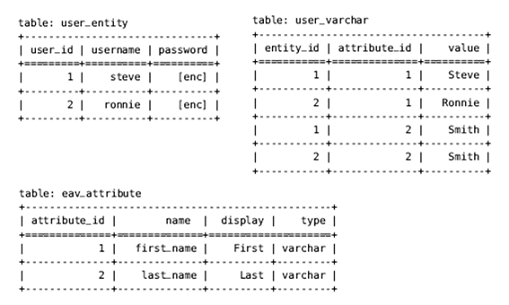 table: user_entity
+---------+----------+----------+
| user_id | username | password |
+=========+==========+==========+
| 1 | steve | [enc] |
+---------+----------+----------+
| 2 | ronnie | [enc] |
+---------+----------+----------+
table: user_varchar
+-----------------------------------+
| entity_id | attribute_id | value |
+===================================+
| 1 | 1 | Steve |
+-----------+--------------+--------+
| 2 | 1 | Ronnie |
+-----------+--------------+--------+
| 1 | 2 | Smith |
+-----------+--------------+--------+
| 2 | 2 | Smith |
+-----------+--------------+--------+
table: eav_attribute
+-----------------------------------------------+
| attribute_id | name | display | type |
+===============================================+
| 1 | first_name | First | varchar |
+--------------+------------+---------+---------+
| 2 | last_name | Last | varchar |
+--------------+------------+---------+---------+